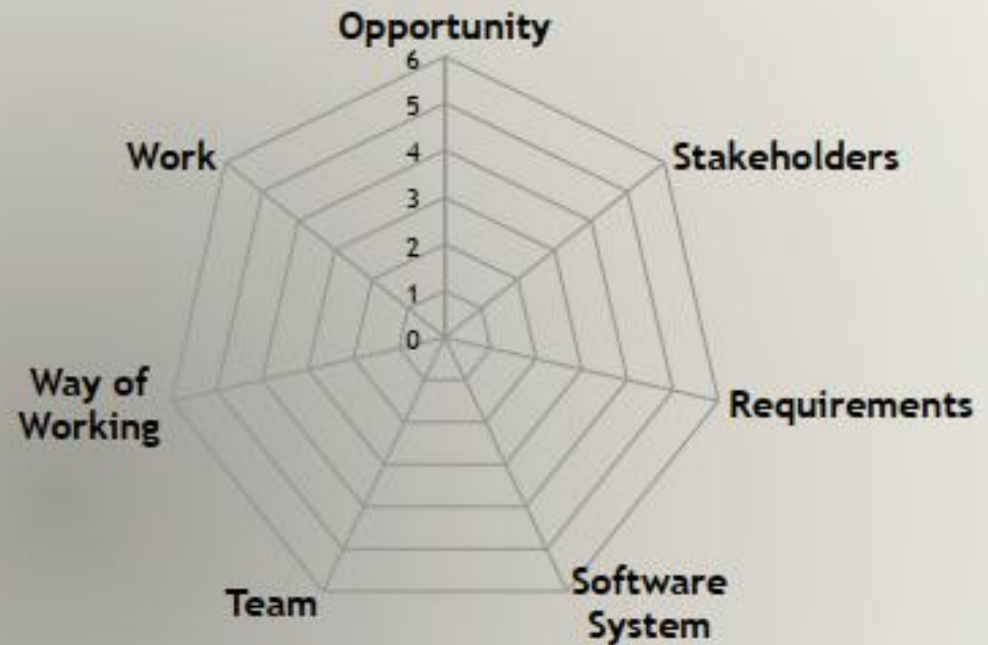 Opportunity
6
5
4
3
2
1
0
Work
Stakeholders
Way of
Working
Requirements
Team
Software
System